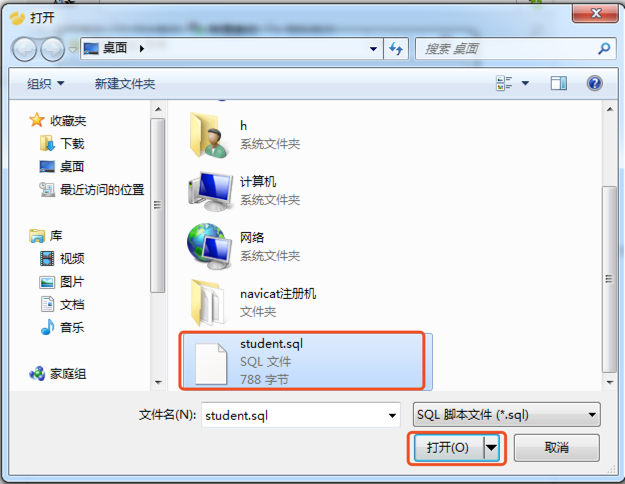 打开
桌面
搜索 桌面
组织
新建文件夹
收藏夹
下载
桌面
最近访问的位置
库
视频
图片
文档
音乐
家庭组
h
系统文件夹
计算机
系统文件夹
网络
系统文件夹
navicat注册机
文件夹
student.sql
SQL 文件
788 字节
文件名(N): student.sql
SQL 脚本文件 (*.sql)
打开(O)
取消